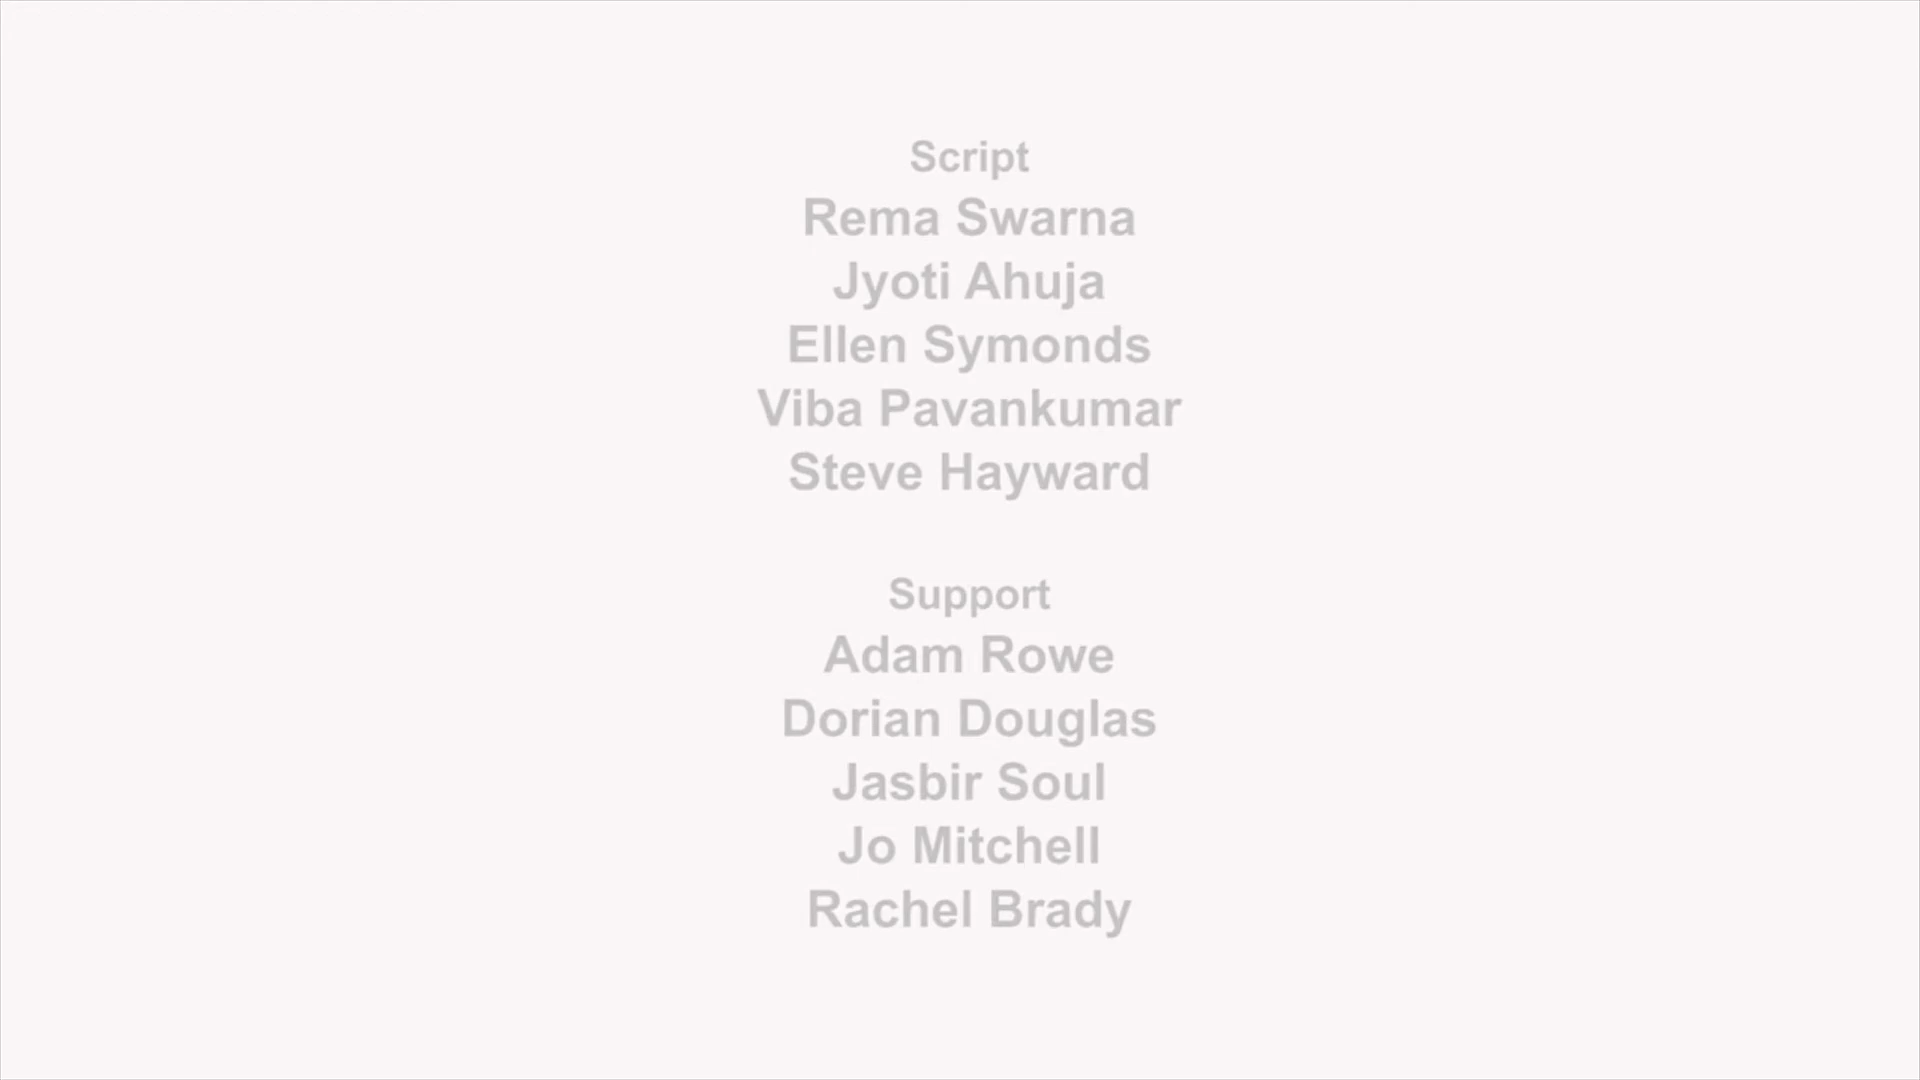 Script
Rema Swarna
Jyoti Ahuja
Ellen Symonds
Viba Pavankumar
Steve Hayward
Support
Adam Rowe
Dorian Douglas
Jasbir Soul
Jo Mitchell
Rachel Brady